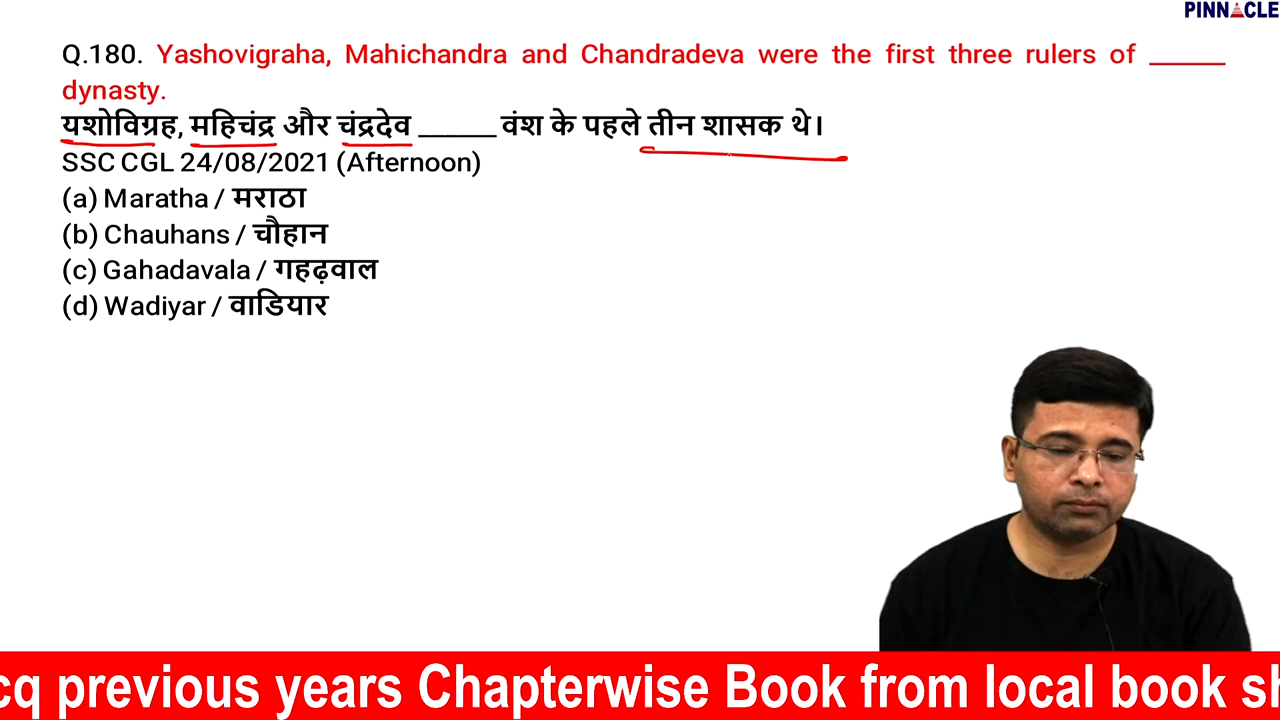 PINNACLE
Q.180. Yashovigraha, Mahichandra and Chandradeva were the first three rulers of ______
dynasty.
यशोविग्रह, महिचंद्र और चंद्रदेव ______ वंश के पहले तीन शासक थे।
SSC CGL 24/08/2021 (Afternoon)
(a) Maratha / मराठा
(b) Chauhans / चौहान
(c) Gahadavala / गहढ़वाल
(d) Wadiyar / वाडियार
cq previous years Chapterwise Book from local book sh